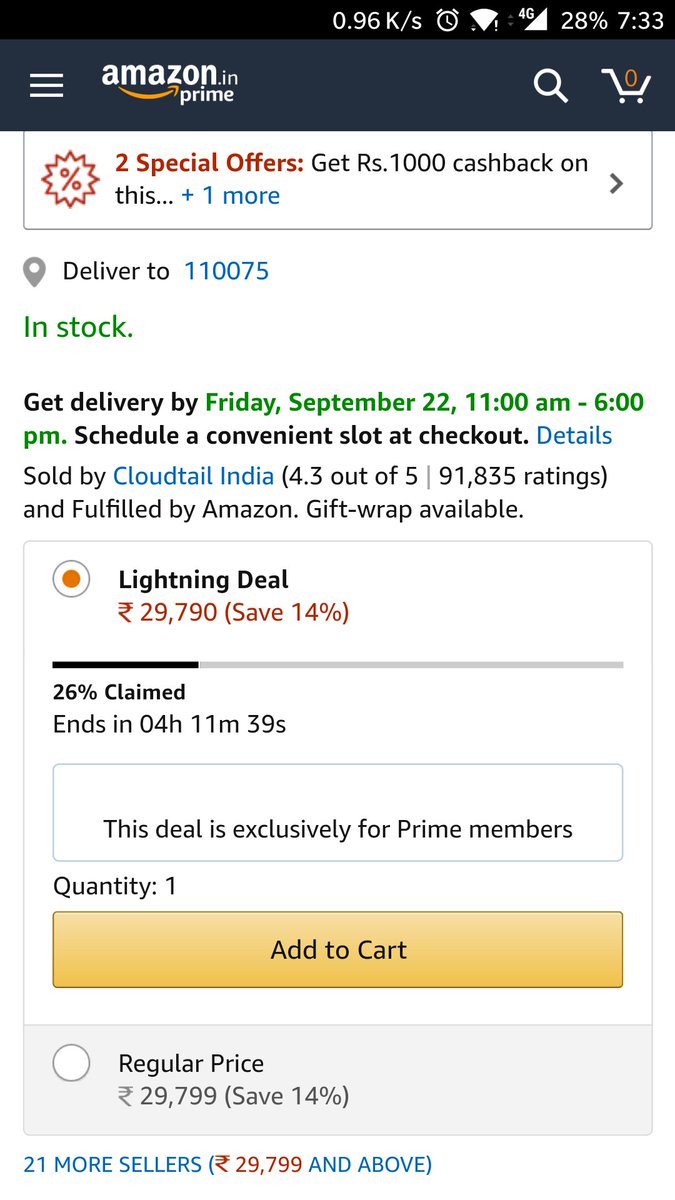 0.96 K/s 4G 28% 7:33
amazon.in
prime
0
2 Special Offers: Get Rs.1000 cashback on
this... + 1 more
Deliver to 110075
In stock.
Get delivery by Friday, September 22, 11:00 am - 6:00
pm. Schedule a convenient slot at checkout. Details
Sold by Cloudtail India (4.3 out of 5 | 91,835 ratings)
and Fulfilled by Amazon. Gift-wrap available.
Lightning Deal
₹ 29,790 (Save 14%)
26% Claimed
Ends in 04h 11m 39s
This deal is exclusively for Prime members
Quantity: 1
Add to Cart
Regular Price
₹ 29,799 (Save 14%)
21 MORE SELLERS (₹ 29,799 AND ABOVE)